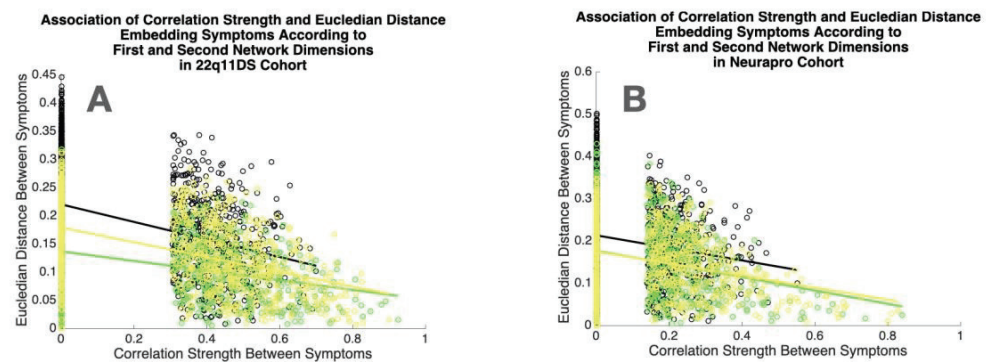 Association of Correlation Strength and Eucledian Distance
Embedding Symptoms According to
First and Second Network Dimensions
in 22q11DS Cohort
A
Eucledian Distance Between Symptoms
0.45
0.4
0.35
0.3
0.25
0.2
0.15
0.1
0.05
0
0
0.2
0.4
0.6
0.8
1
Correlation Strength Between Symptoms
Association of Correlation Strength and Eucledian Distance
Embedding Symptoms According to
First and Second Network Dimensions
in Neurapro Cohort
B
Eucledian Distance Between Symptoms
0.6
0.5
0.4
0.3
0.2
0.1
0
0
0.2
0.4
0.6
0.8
1
Correlation Strength Between Symptoms